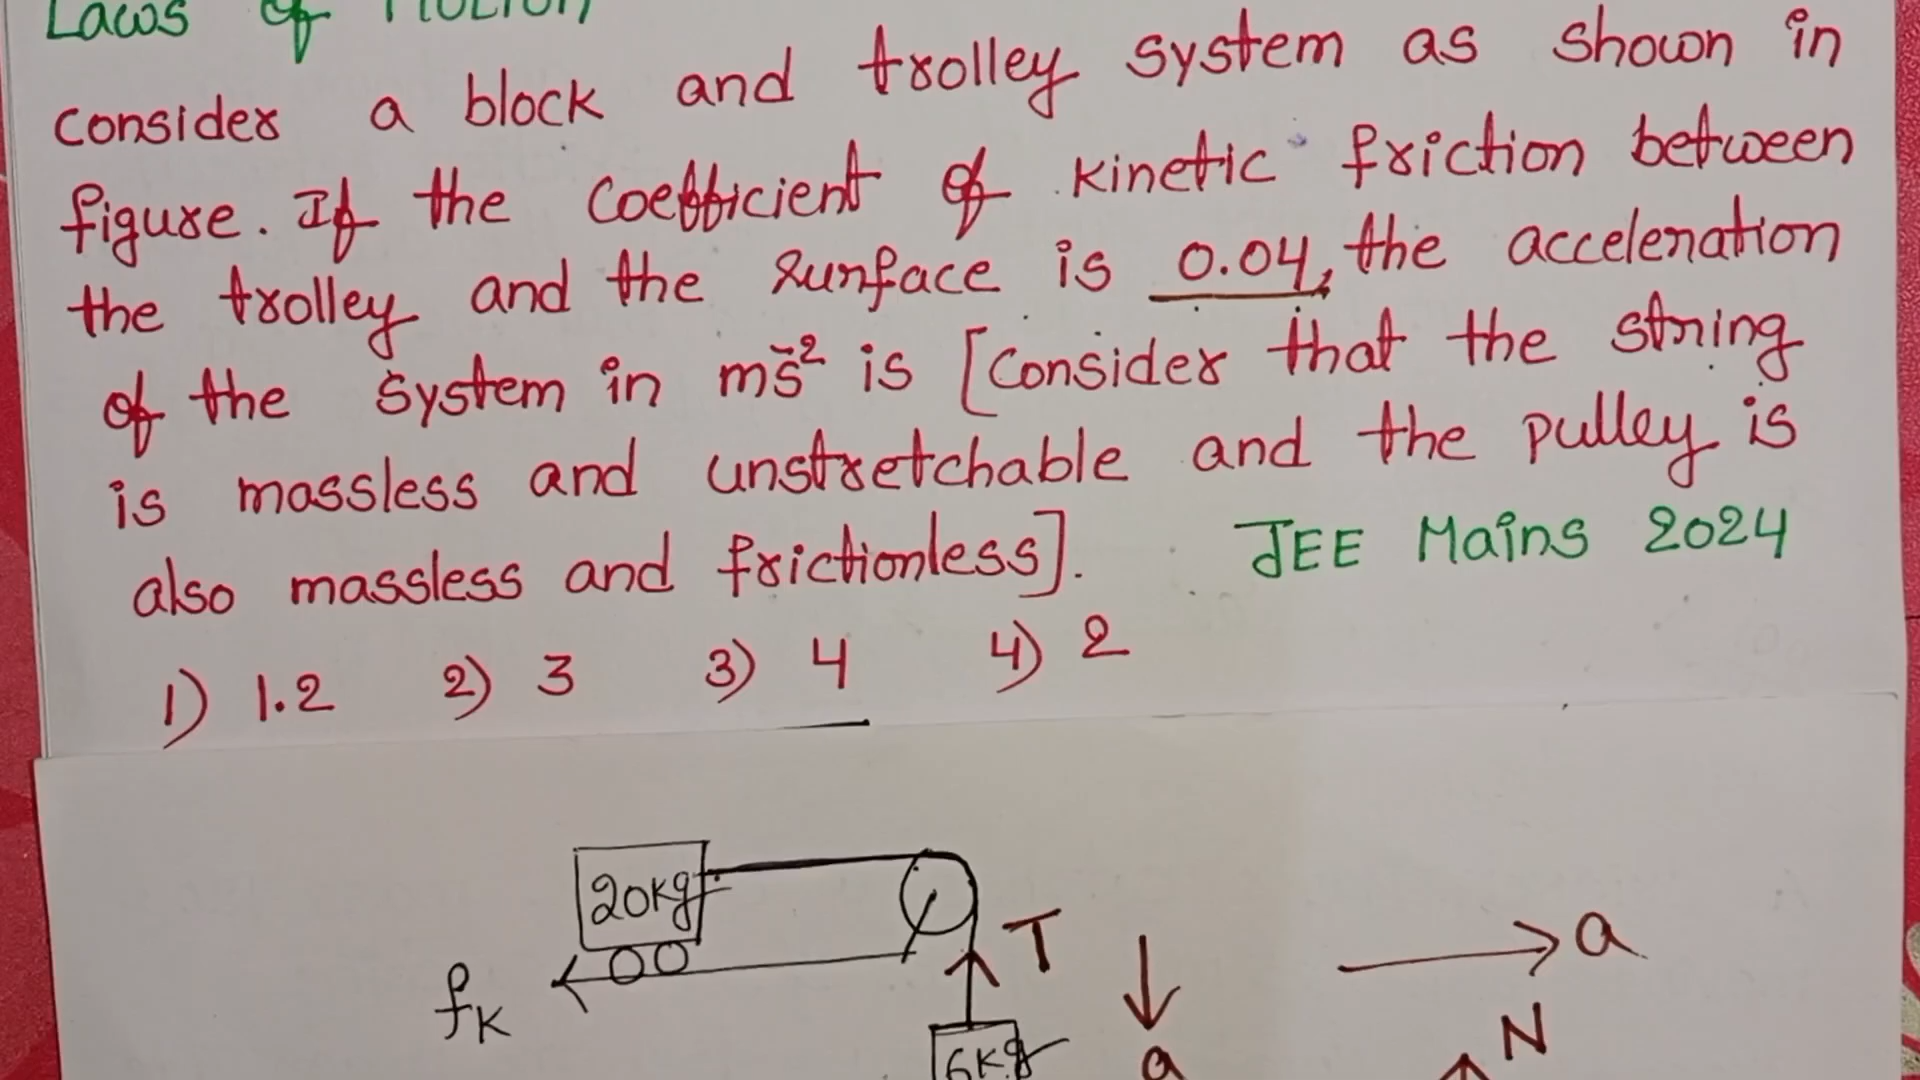 Laws of Motion
consider a block and trolley system as shown in
figure. If the coefficient of kinetic friction between
the trolley and the surface is 0.04, the acceleration
of the system in ms⁻² is [Consider that the string
is massless and unstretchable and the pulley is
also massless and frictionless].
JEE Mains 2024
1) 1.2 2) 3 3) 4 4) 2
20kg
T
a
fK
N
6kg
a